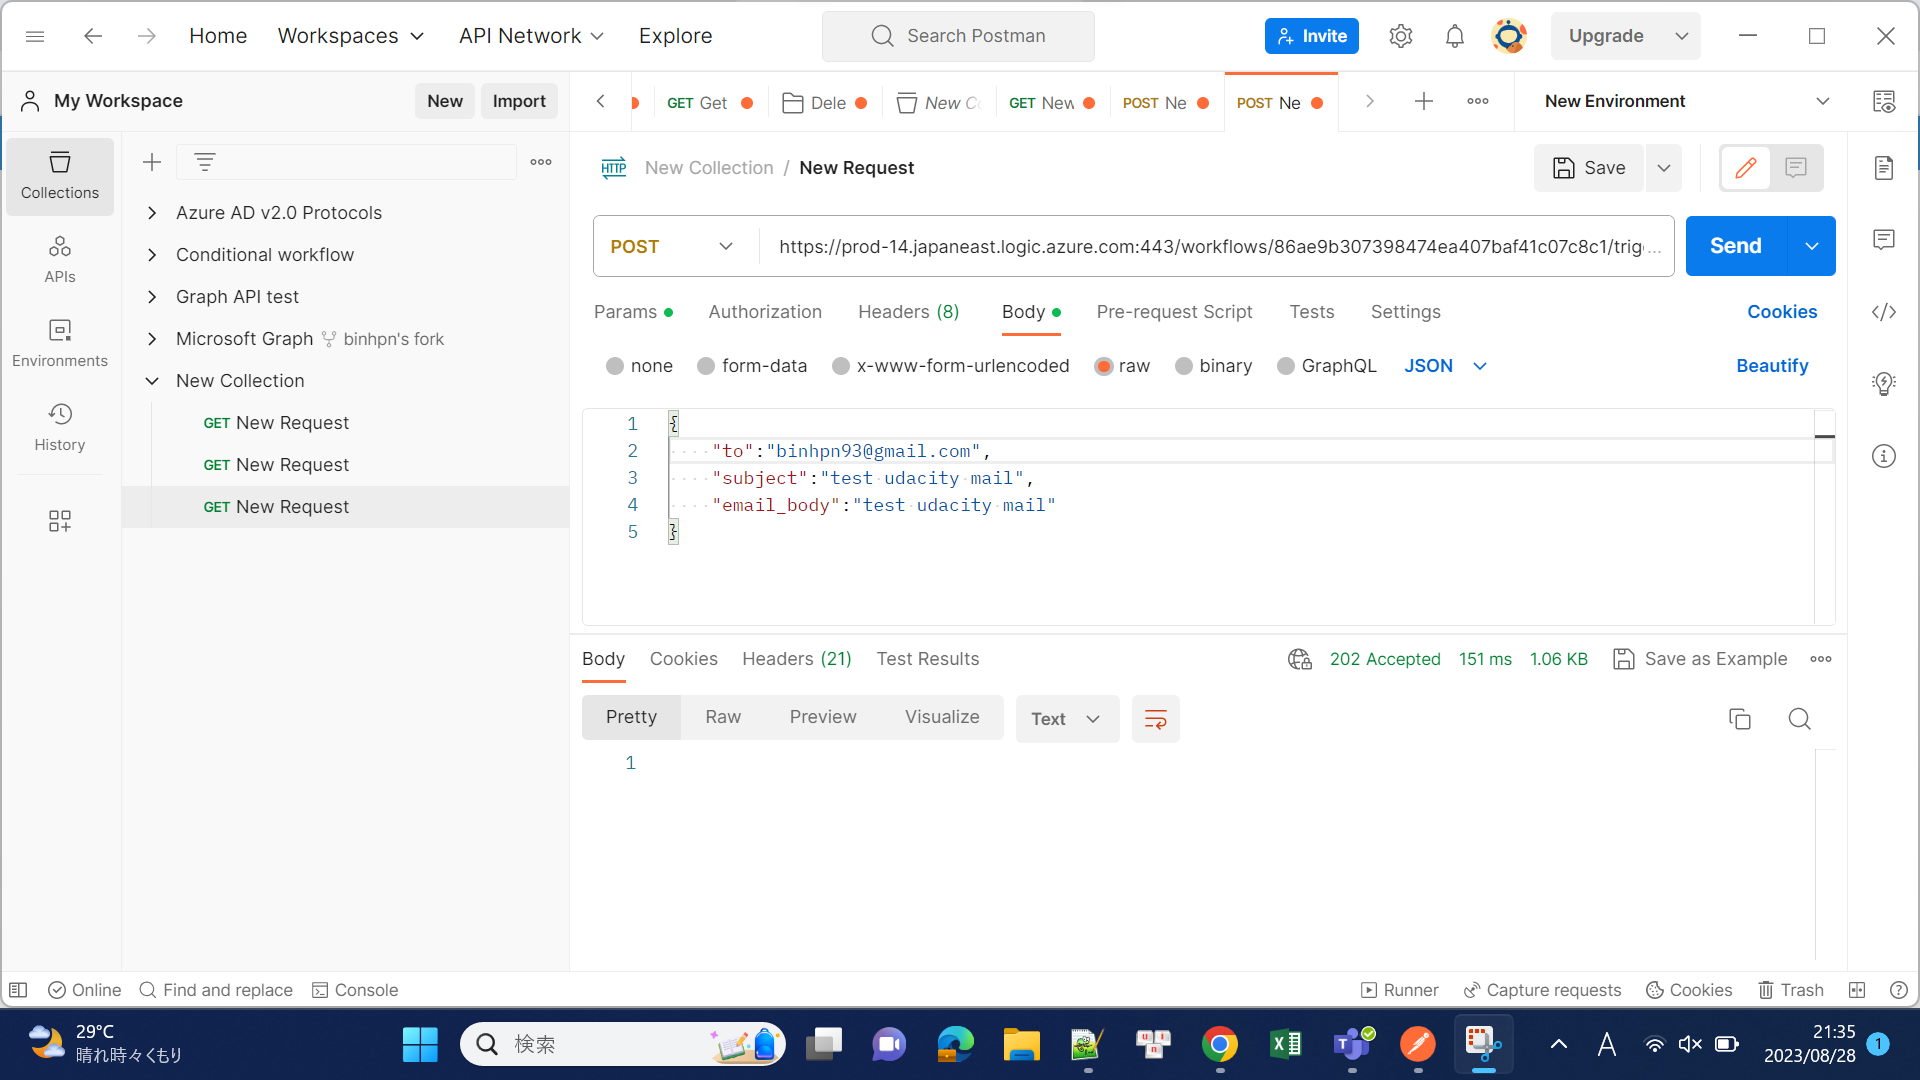 Home Workspaces API Network Explore Search Postman Invite Upgrade
My Workspace New Import GET Get Dele New Co GET New POST Ne POST Ne New Environment
Collections
APIs
Environments
History
Azure AD v2.0 Protocols
Conditional workflow
Graph API test
Microsoft Graph binhpn's fork
New Collection
GET New Request
GET New Request
GET New Request
HTTP New Collection / New Request Save
POST https://prod-14.japaneast.logic.azure.com:443/workflows/86ae9b307398474ea407baf41c07c8c1/trig...
Send
Params Authorization Headers (8) Body Pre-request Script Tests Settings Cookies
none form-data x-www-form-urlencoded raw binary GraphQL JSON Beautify
1 {
2 "to":"binhpn93@gmail.com",
3 "subject":"test udacity mail",
4 "email_body":"test udacity mail"
5 }
Body Cookies Headers (21) Test Results 202 Accepted 151 ms 1.06 KB Save as Example
Pretty Raw Preview Visualize Text
1
Online Find and replace Console Runner Capture requests Cookies Trash
29°C
晴れ時々くもり
検索
A
21:35
2023/08/28
1